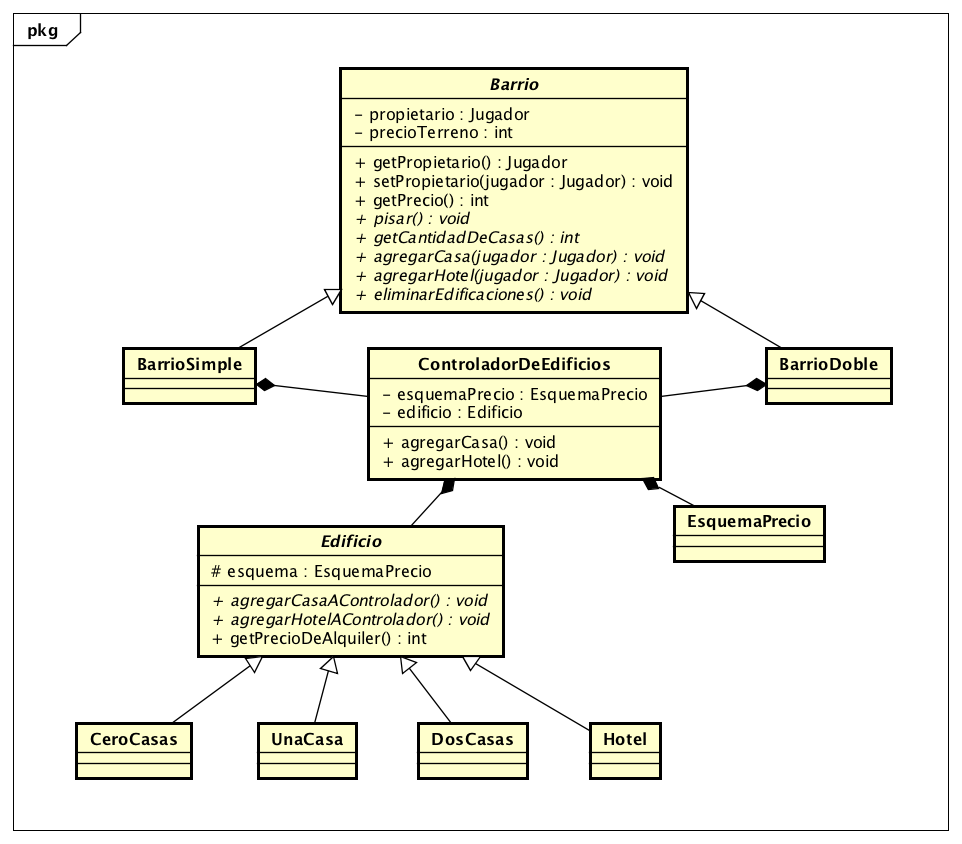 pkg
Barrio
- propietario : Jugador
- precioTerreno : int
+ getPropietario() : Jugador
+ setPropietario(jugador : Jugador) : void
+ getPrecio() : int
+ pisar() : void
+ getCantidadDeCasas() : int
+ agregarCasa(jugador : Jugador) : void
+ agregarHotel(jugador : Jugador) : void
+ eliminarEdificaciones() : void
BarrioSimple
ControladorDeEdificios
- esquemaPrecio : EsquemaPrecio
- edificio : Edificio
+ agregarCasa() : void
+ agregarHotel() : void
BarrioDoble
EsquemaPrecio
Edificio
# esquema : EsquemaPrecio
+ agregarCasaAControlador() : void
+ agregarHotelAControlador() : void
+ getPrecioDeAlquiler() : int
CeroCasas
UnaCasa
DosCasas
Hotel